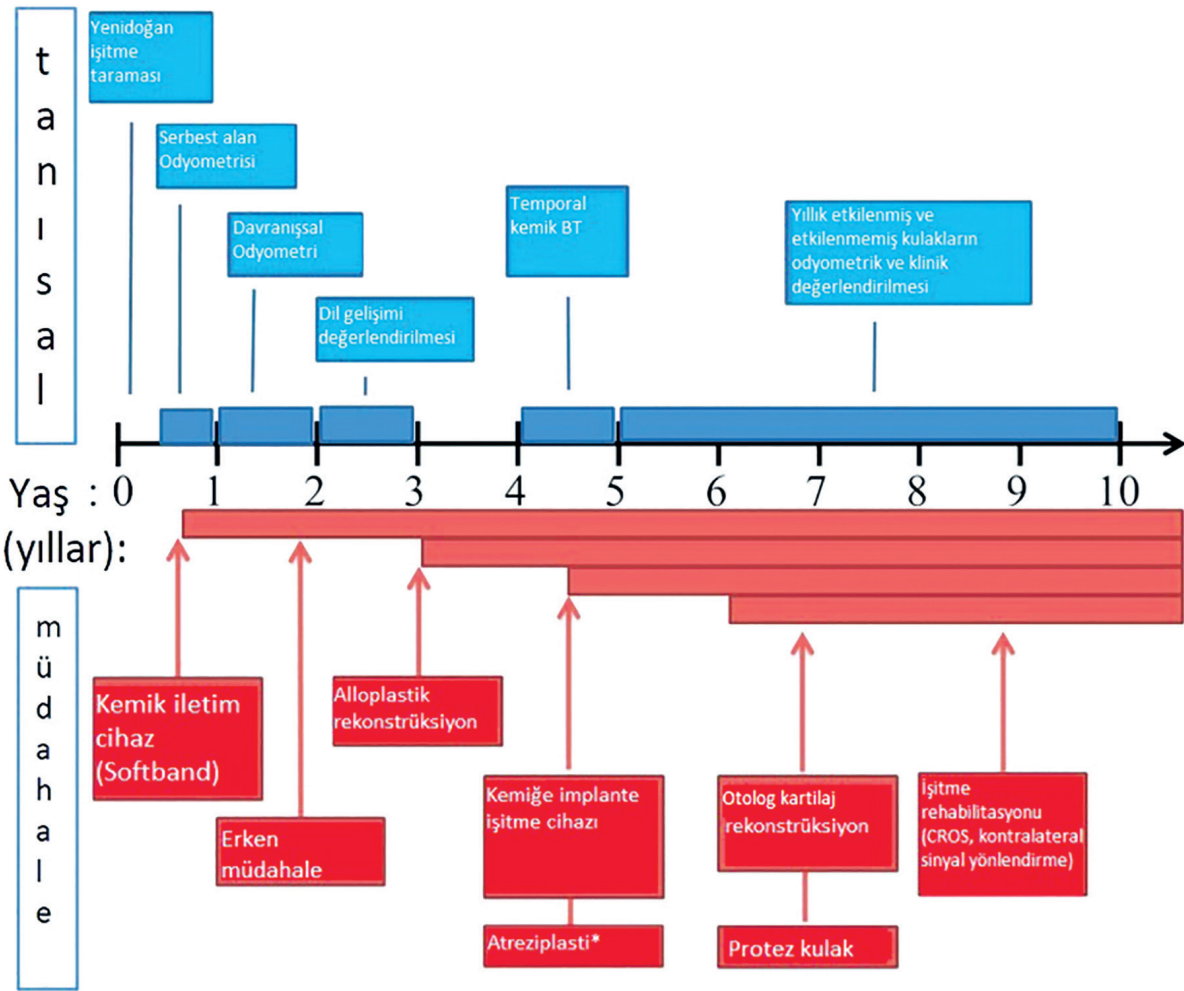 tanısal
Yenidoğan
işitme
taraması
Serbest alan
Odyometrisi
Davranışsal
Odyometri
Dil gelişimi
değerlendirilmesi
Temporal
kemik BT
Yıllık etkilenmiş ve
etkilenmemiş kulakların
odyometrik ve klinik
değerlendirilmesi
Yaş : 0 1 2 3 4 5 6 7 8 9 10
(yıllar):
müdahale
Kemik iletim
cihaz
(Softband)
Erken
müdahale
Alloplastik
rekonstrüksiyon
Kemiğe implante
işitme cihazı
Atreziplasti*
Otolog kartilaj
rekonstrüksiyon
Protez kulak
İşitme
rehabilitasyonu
(CROS, kontralateral
sinyal yönlendirme)